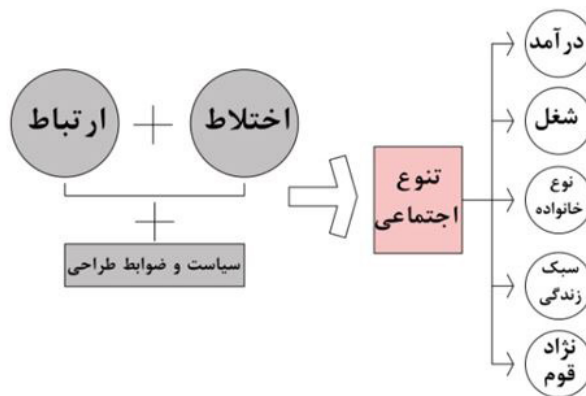 اختلاط
ارتباط
سیاست و ضوابط طراحی
تنوع
اجتماعی
درآمد
شغل
نوع
خانواده
سبک
زندگی
نژاد
قوم